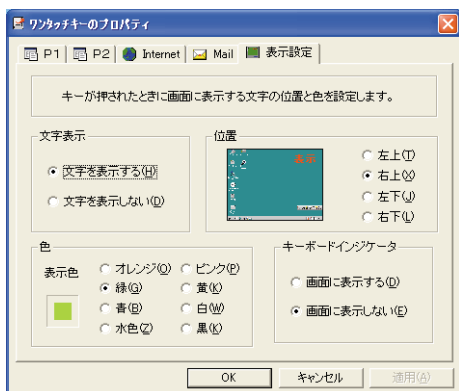 ワンタッチキーのプロパティ
P1 P2 Internet Mail 表示設定
キーが押されたときに画面に表示する文字の位置と色を設定します。
文字表示
文字を表示する(H)
文字を表示しない(D)
位置
表示
左上(T)
右上(X)
左下(J)
右下(L)
色
表示色
オレンジ(O) ピンク(P)
緑(G) 黄(K)
青(B) 白(W)
水色(Z) 黒(K)
キーボードインジケータ
画面に表示する(D)
画面に表示しない(E)
OK キャンセル 適用(A)